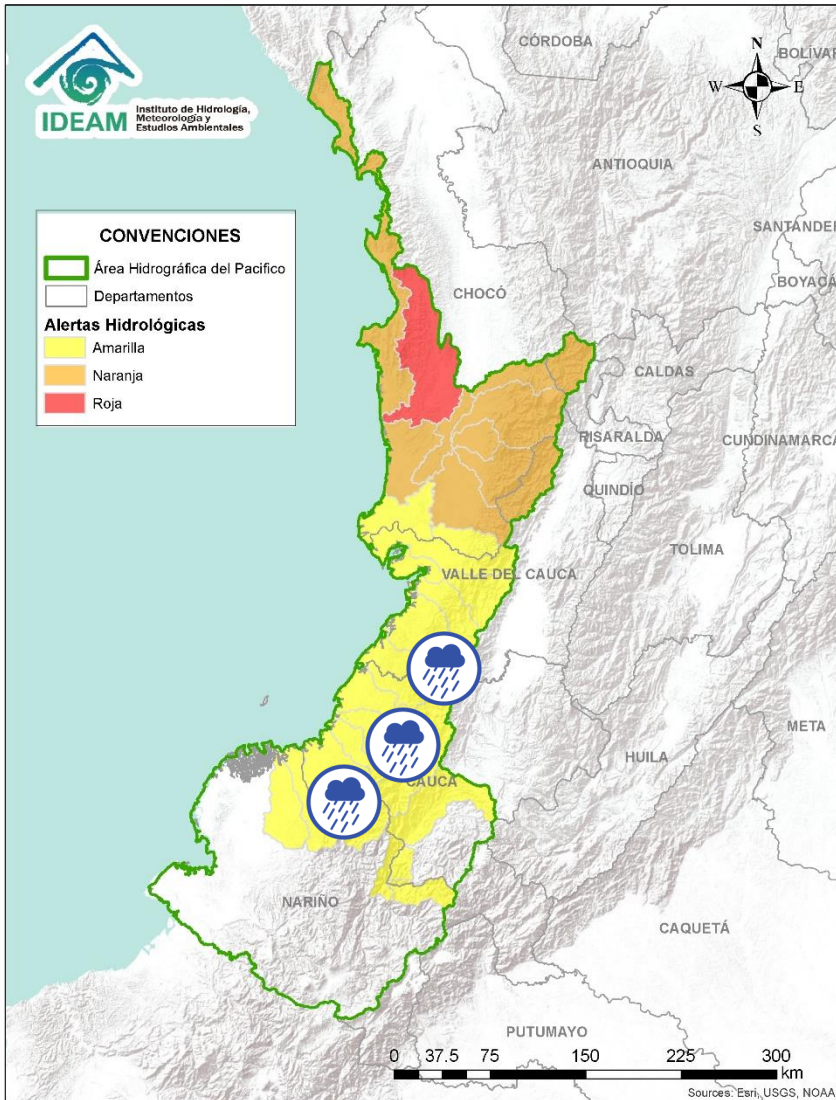 CÓRDOBA
BOLÍVAR
N
W E
S
IDEAM
Instituto de Hidrología,
Meteorología y
Estudios Ambientales
ANTIOQUIA
SANTANDER
CONVENCIONES
Área Hidrográfica del Pacifico
Departamentos
Alertas Hidrológicas
Amarilla
Naranja
Roja
BOYACÁ
CHOCÓ
CALDAS
RISARALDA
CUNDINAMARCA
QUINDÍO
TOLIMA
VALLE DEL CAUCA
META
HUILA
CAUCA
NARIÑO
CAQUETÁ
PUTUMAYO
0 37.5 75 150 225 300
km
Sources: Esri, USGS, NOAA